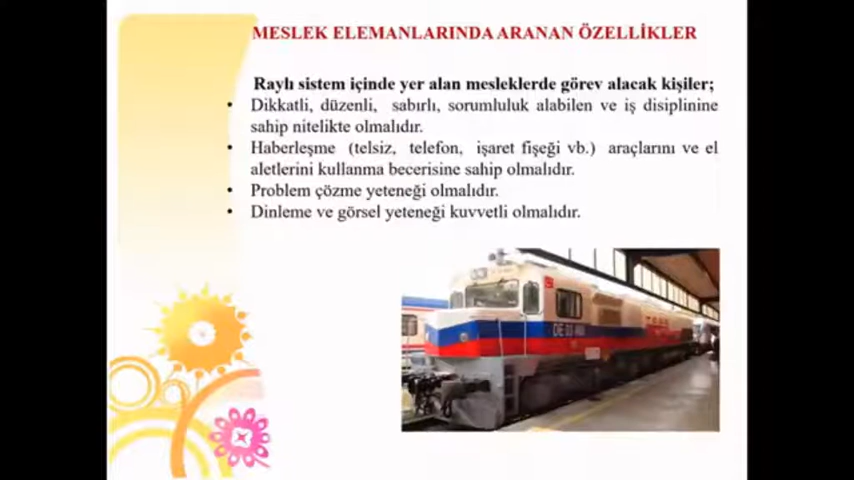 MESLEK ELEMANLARINDA ARANAN ÖZELLİKLER
Raylı sistem içinde yer alan mesleklerde görev alacak kişiler;
• Dikkatli, düzenli, sabırlı, sorumluluk alabilen ve iş disiplinine
sahip nitelikte olmalıdır.
• Haberleşme (telsiz, telefon, işaret fişeği vb.) araçlarını ve el
aletlerini kullanma becerisine sahip olmalıdır.
• Problem çözme yeteneği olmalıdır.
• Dinleme ve görsel yeteneği kuvvetli olmalıdır.